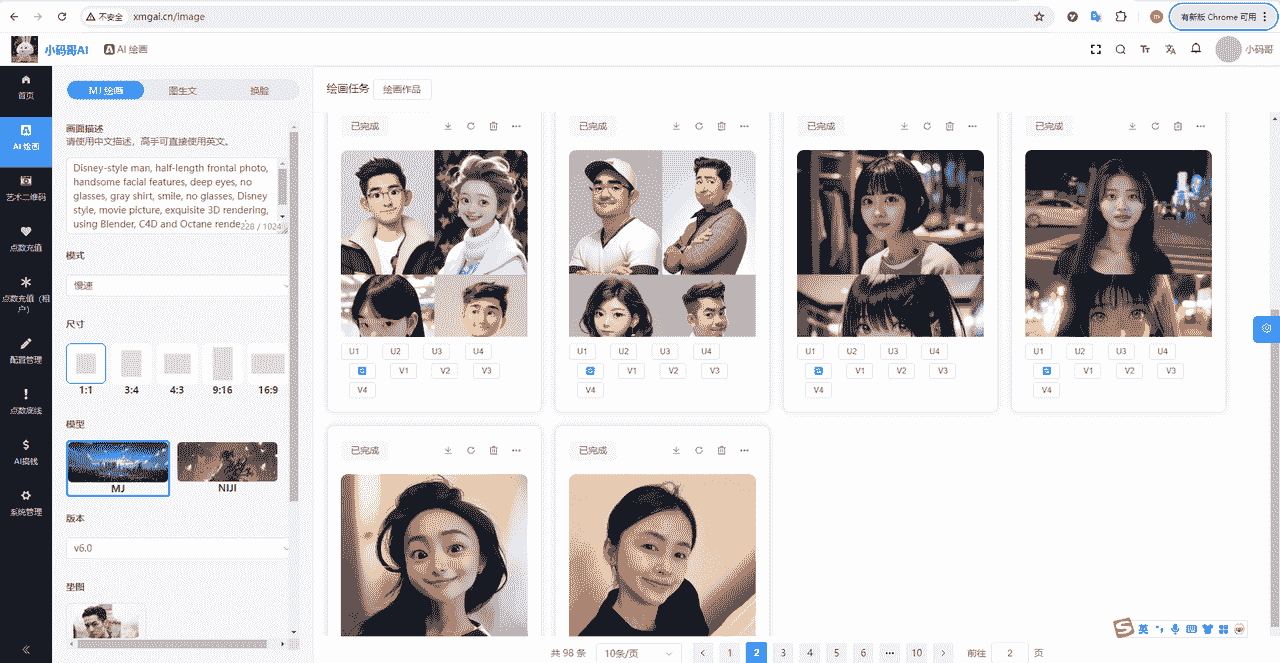 不安全
xmgai.cn/image
有新版 Chrome 可用
小码哥AI
AI 绘画
小码哥
首页
AI 绘画
艺术二维码
点数充值
点数充值（租户）
配置管理
点数底线
AI搞钱
系统管理
MJ 绘画
图生文
换脸
画面描述
请使用中文描述，高手可直接使用英文。
Disney-style man, half-length frontal photo,
handsome facial features, deep eyes, no
glasses, gray shirt, smile, no glasses, Disney
style, movie picture, exquisite 3D rendering,
using Blender, C4D and Octane rende
228 / 1024
模式
慢速
尺寸
1:1
3:4
4:3
9:16
16:9
模型
MJ
NIJI
版本
v6.0
垫图
绘画任务
绘画作品
已完成
已完成
已完成
已完成
U1 U2 U3 U4
V1 V2 V3
V4
U1 U2 U3 U4
V1 V2 V3
V4
U1 U2 U3 U4
V1 V2 V3
V4
U1 U2 U3 U4
V1 V2 V3
V4
已完成
已完成
共 98 条
10条/页
1 2 3 4 5 6 ··· 10
前往 2 页
英